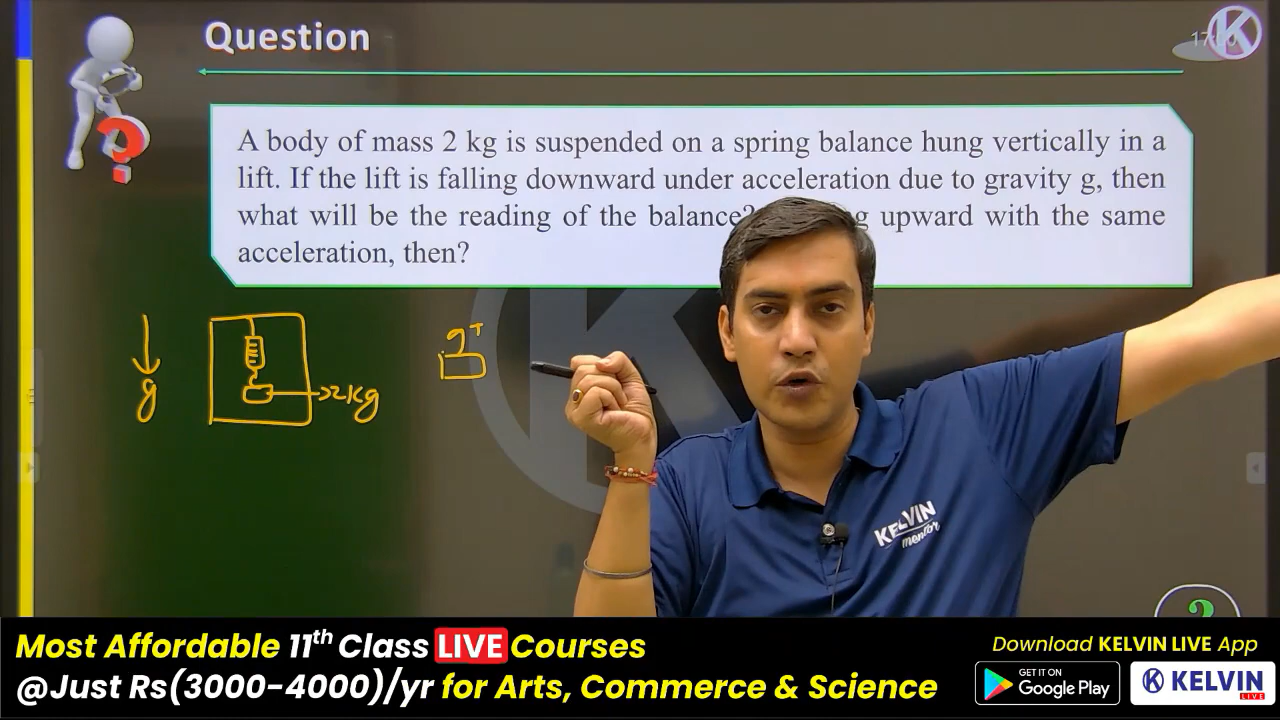 Question
17:
A body of mass 2 kg is suspended on a spring balance hung vertically in a
lift. If the lift is falling downward under acceleration due to gravity g, then
what will be the reading of the balance? g upward with the same
acceleration, then?
g
2kg
KELVIN
mentor
?
Most Affordable 11th Class LIVE Courses
@Just Rs(3000-4000)/yr for Arts, Commerce & Science
Download KELVIN LIVE App
GET IT ON
Google Play
K KELVIN
LIVE